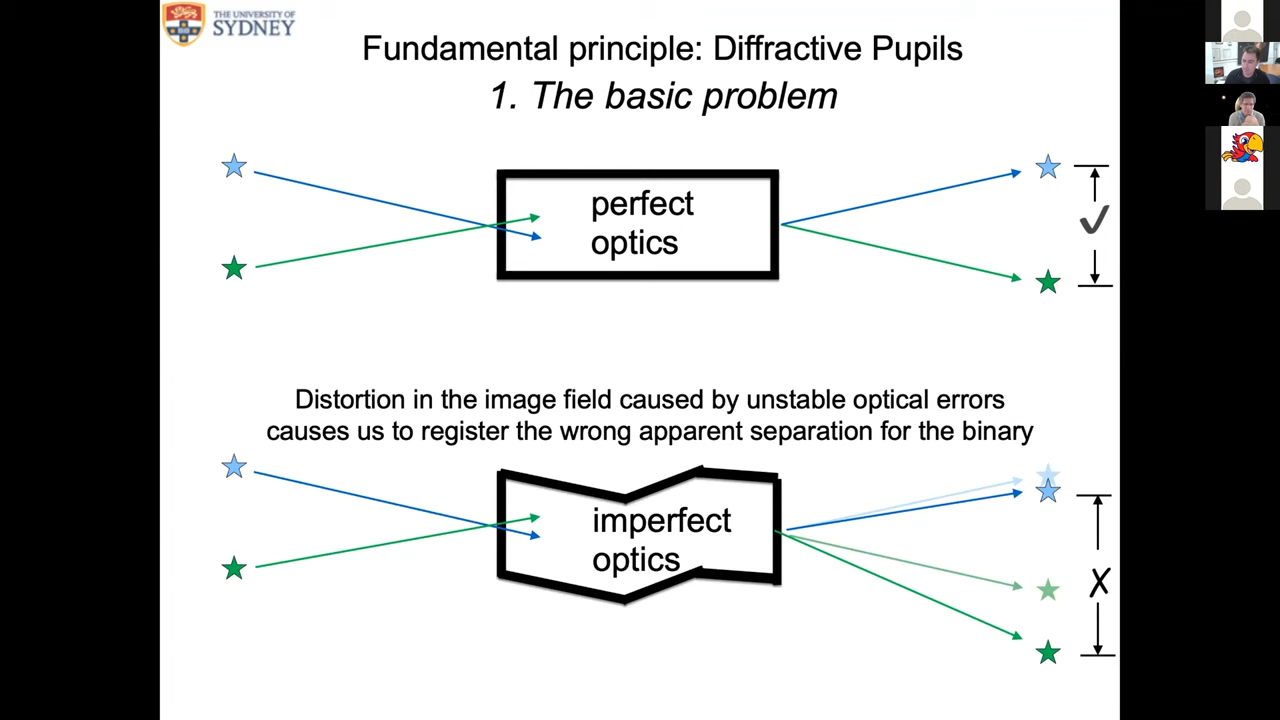 THE UNIVERSITY OF
SYDNEY
Fundamental principle: Diffractive Pupils
1. The basic problem
perfect
optics
Distortion in the image field caused by unstable optical errors
causes us to register the wrong apparent separation for the binary
imperfect
optics